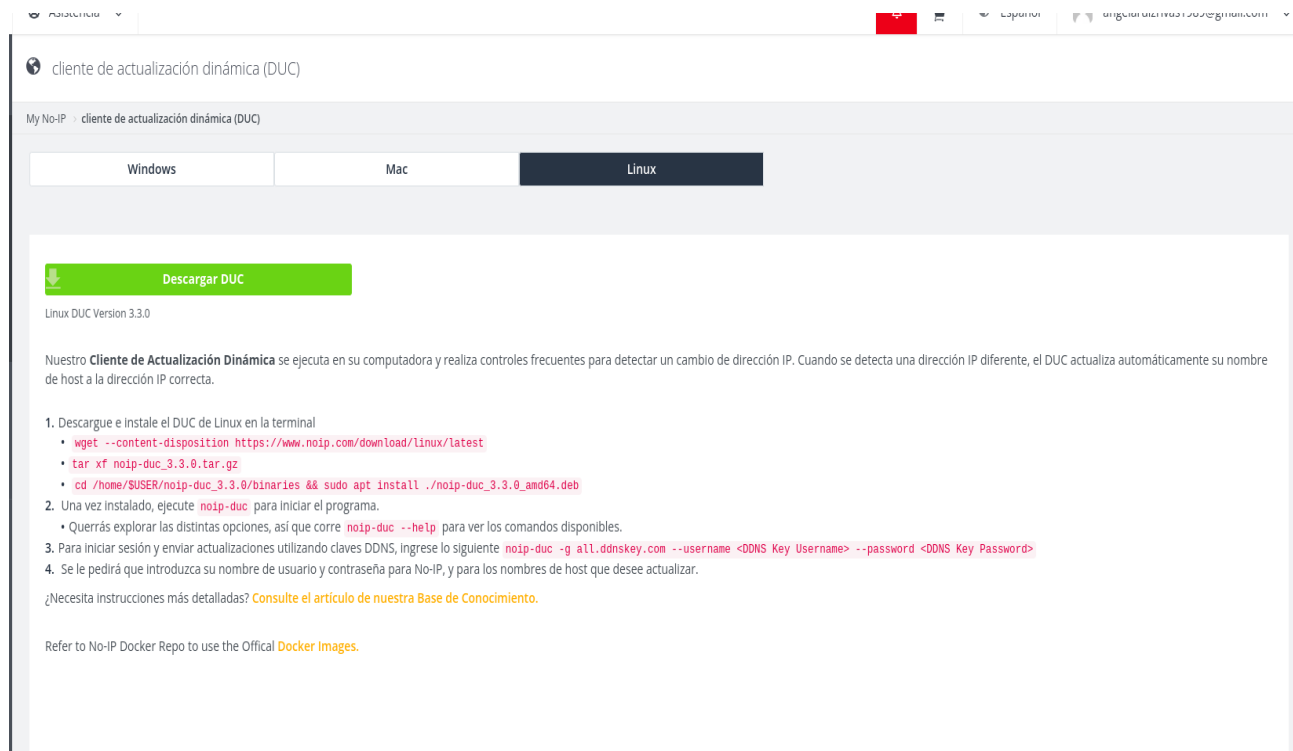 Asistencia
Español
cliente de actualización dinámica (DUC)
My No-IP > cliente de actualización dinámica (DUC)
Windows
Mac
Linux
Descargar DUC
Linux DUC Version 3.3.0
Nuestro Cliente de Actualización Dinámica se ejecuta en su computadora y realiza controles frecuentes para detectar un cambio de dirección IP. Cuando se detecta una dirección IP diferente, el DUC actualiza automáticamente su nombre
de host a la dirección IP correcta.
1. Descargue e instale el DUC de Linux en la terminal
• wget --content-disposition https://www.noip.com/download/linux/latest
• tar xf noip-duc_3.3.0.tar.gz
• cd /home/$USER/noip-duc_3.3.0/binaries && sudo apt install ./noip-duc_3.3.0_amd64.deb
2. Una vez instalado, ejecute noip-duc para iniciar el programa.
• Querrás explorar las distintas opciones, así que corre noip-duc --help para ver los comandos disponibles.
3. Para iniciar sesión y enviar actualizaciones utilizando claves DDNS, ingrese lo siguiente noip-duc -g all.ddnskey.com --username <DDNS Key Username> --password <DDNS Key Password>
4. Se le pedirá que introduzca su nombre de usuario y contraseña para No-IP, y para los nombres de host que desee actualizar.
¿Necesita instrucciones más detalladas? Consulte el artículo de nuestra Base de Conocimiento.
Refer to No-IP Docker Repo to use the Offical Docker Images.